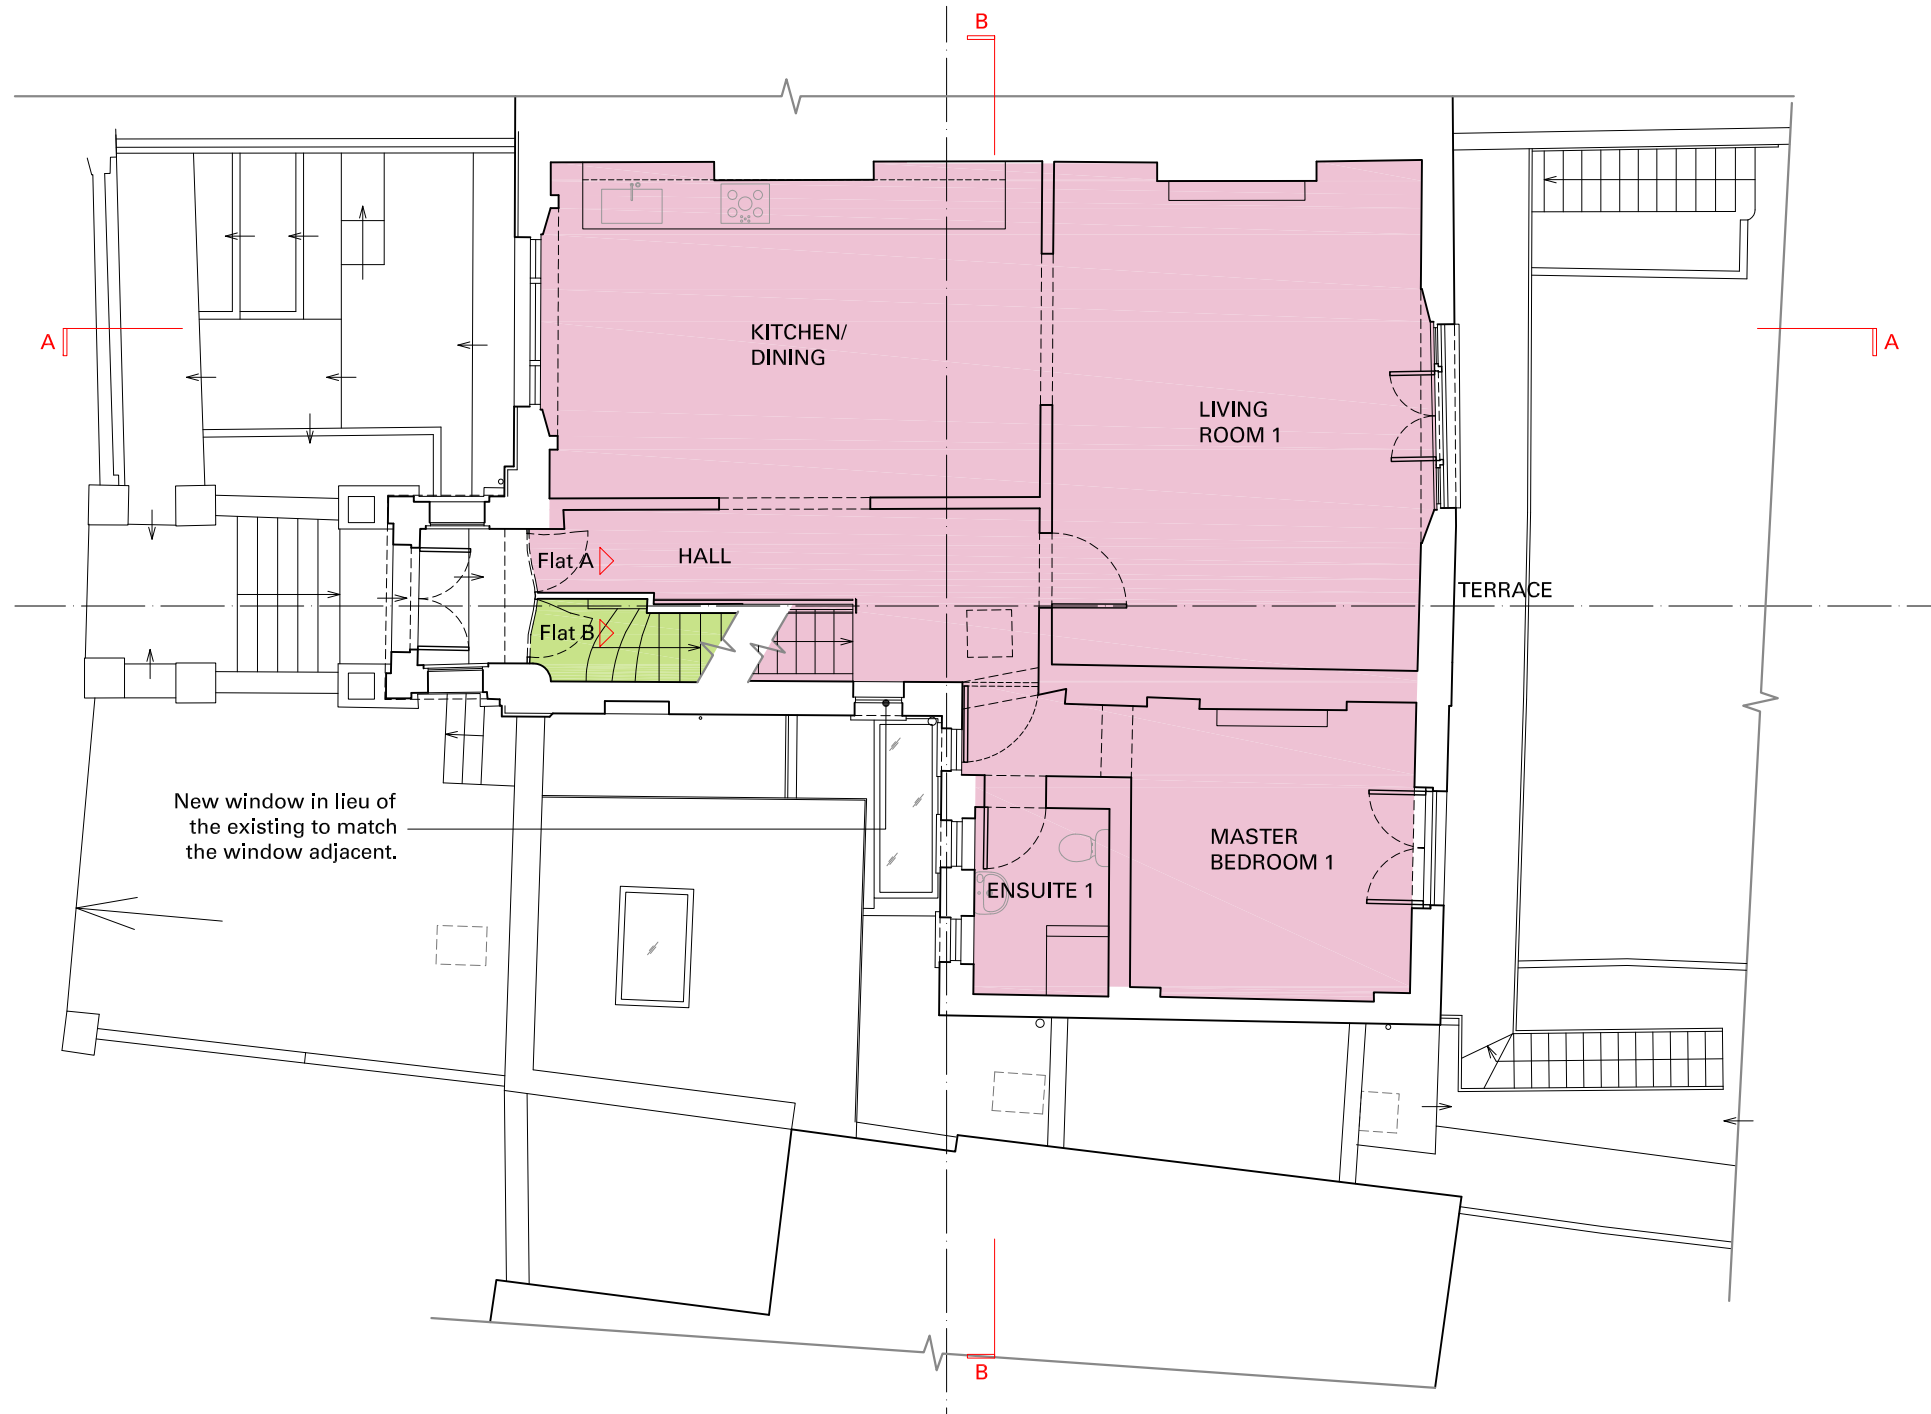 B
A
A
KITCHEN/
DINING
LIVING
ROOM 1
Flat A
HALL
TERRACE
Flat B
New window in lieu of
the existing to match
the window adjacent.
MASTER
BEDROOM 1
ENSUITE 1
B